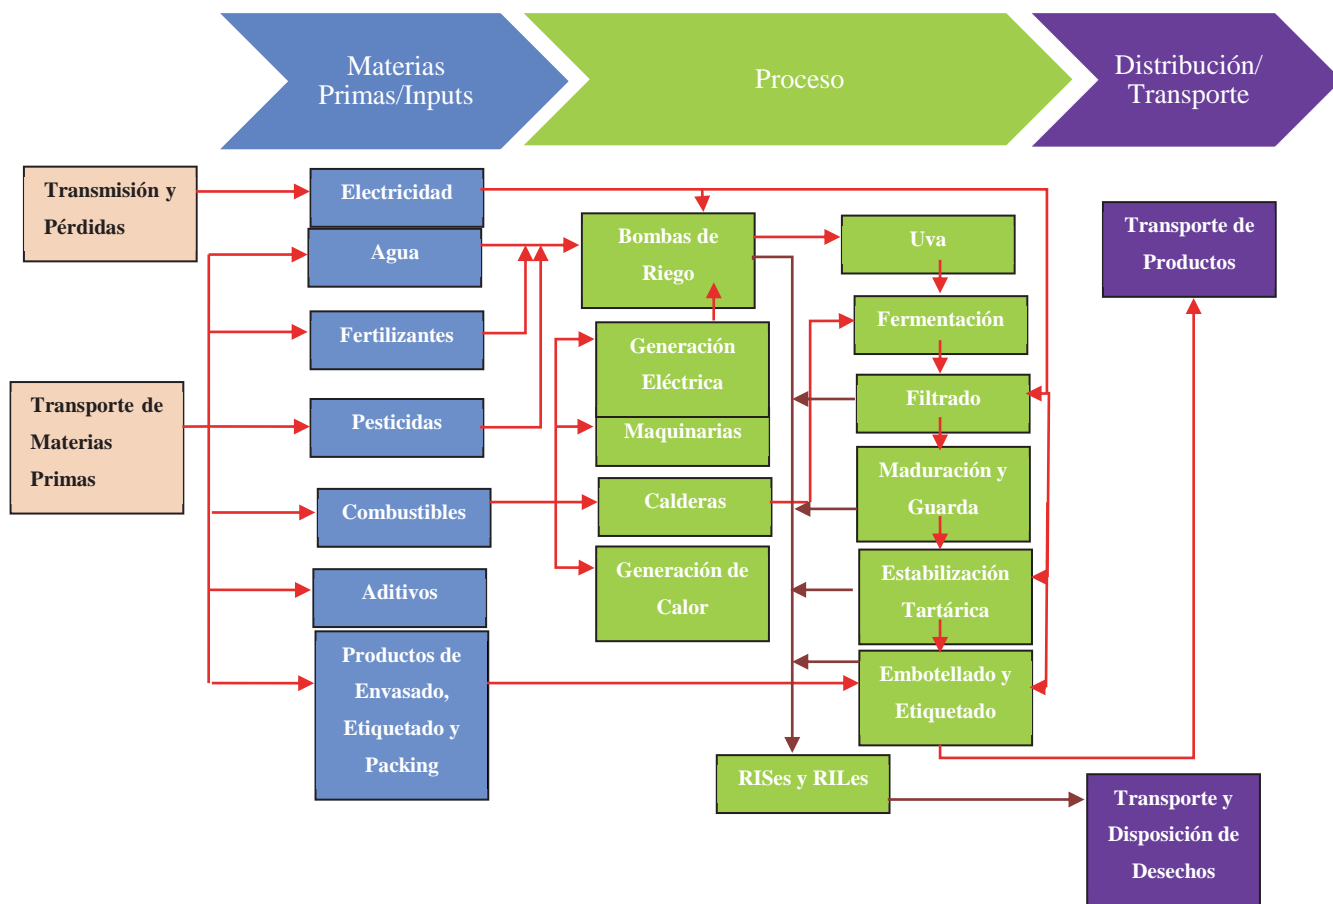 Materias
Primas/Inputs
Proceso
Distribución/
Transporte
Transmisión y
Pérdidas
Transporte de
Materias
Primas
Electricidad
Agua
Fertilizantes
Pesticidas
Combustibles
Aditivos
Productos de
Envasado,
Etiquetado y
Packing
Bombas de
Riego
Generación
Eléctrica
Maquinarias
Calderas
Generación de
Calor
Uva
Fermentación
Filtrado
Maduración y
Guarda
Estabilización
Tartárica
Embotellado y
Etiquetado
RISes y RILes
Transporte de
Productos
Transporte y
Disposición de
Desechos